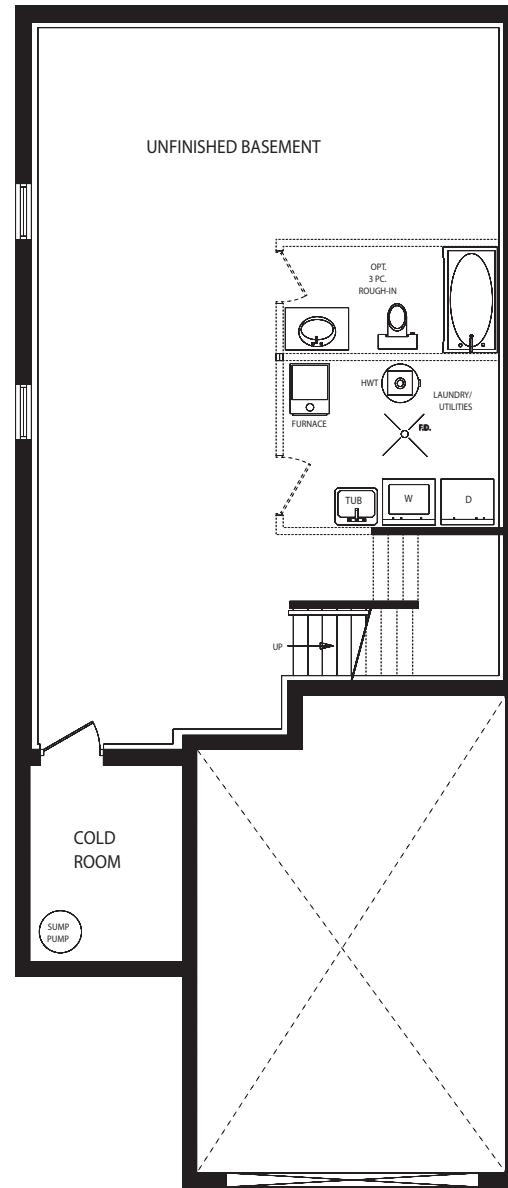 UNFINISHED BASEMENT
OPT.
3 PC.
ROUGH-IN
HWT
LAUNDRY/
UTILITIES
FURNACE
F.D.
TUB
W
D
UP
COLD
ROOM
SUMP
PUMP